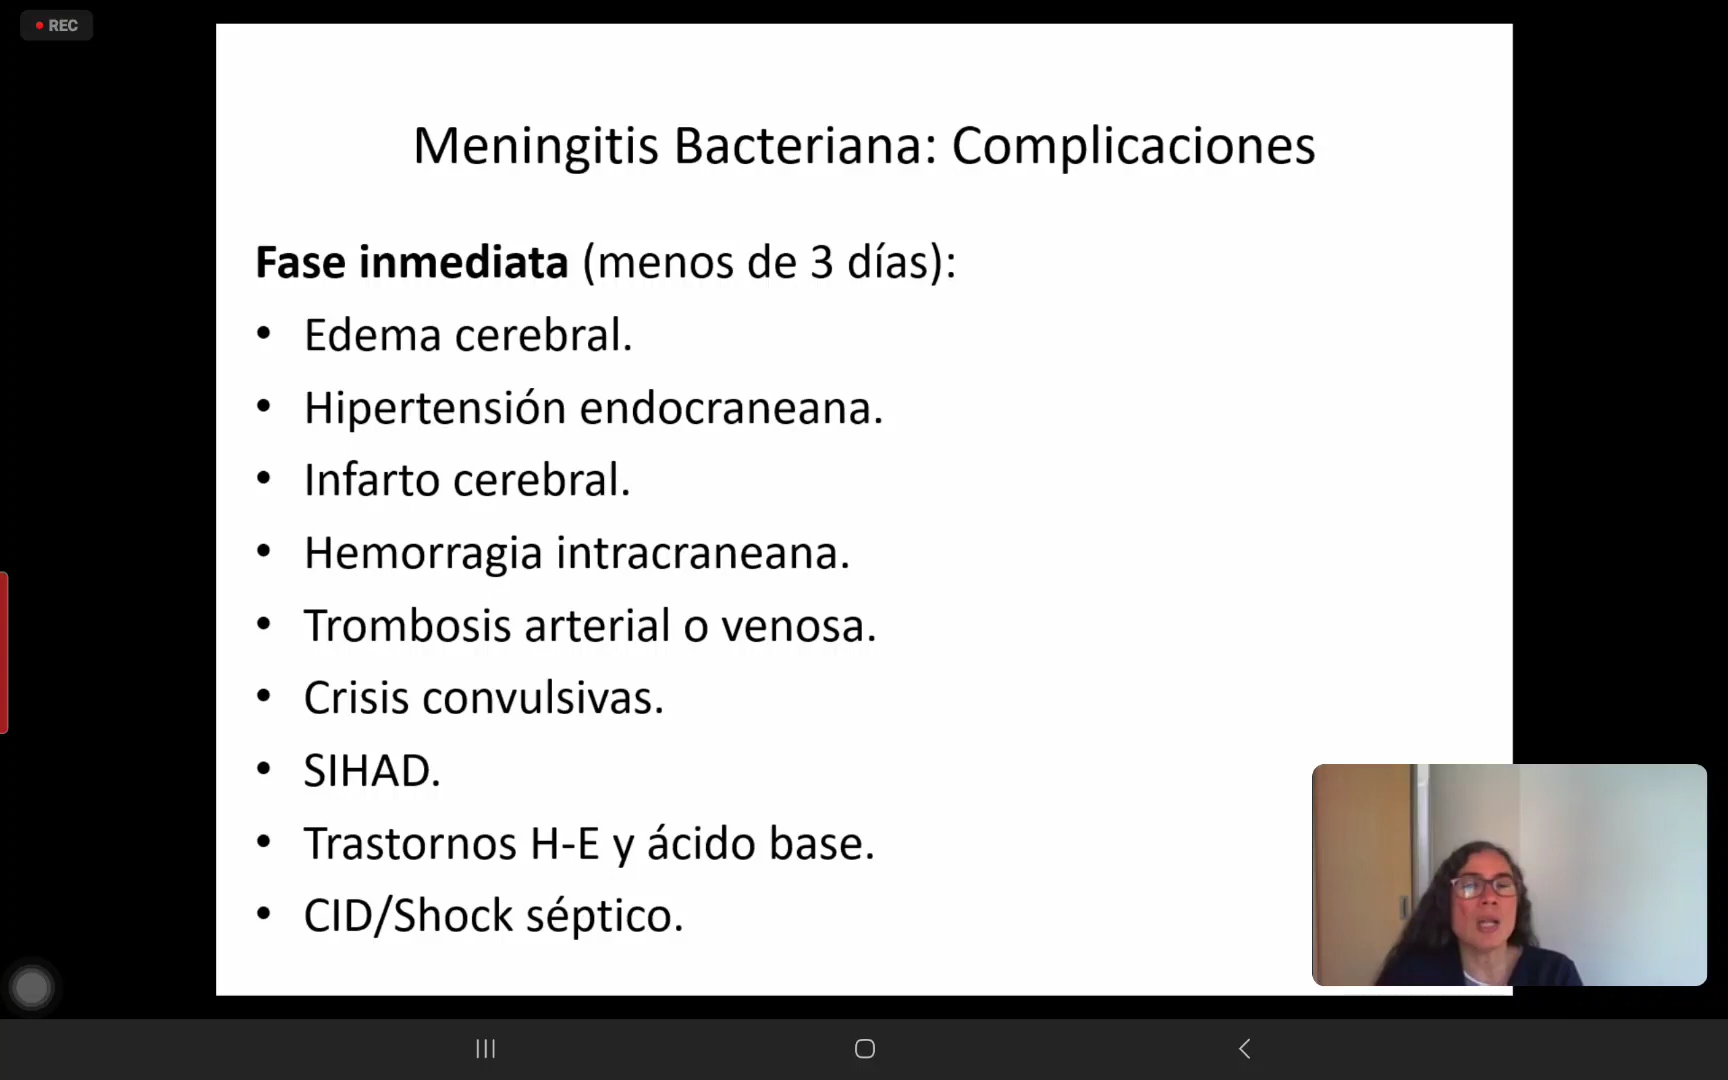 REC
Meningitis Bacteriana: Complicaciones
Fase inmediata (menos de 3 días):
• Edema cerebral.
• Hipertensión endocraneana.
• Infarto cerebral.
• Hemorragia intracraneana.
• Trombosis arterial o venosa.
• Crisis convulsivas.
• SIHAD.
• Trastornos H-E y ácido base.
• CID/Shock séptico.